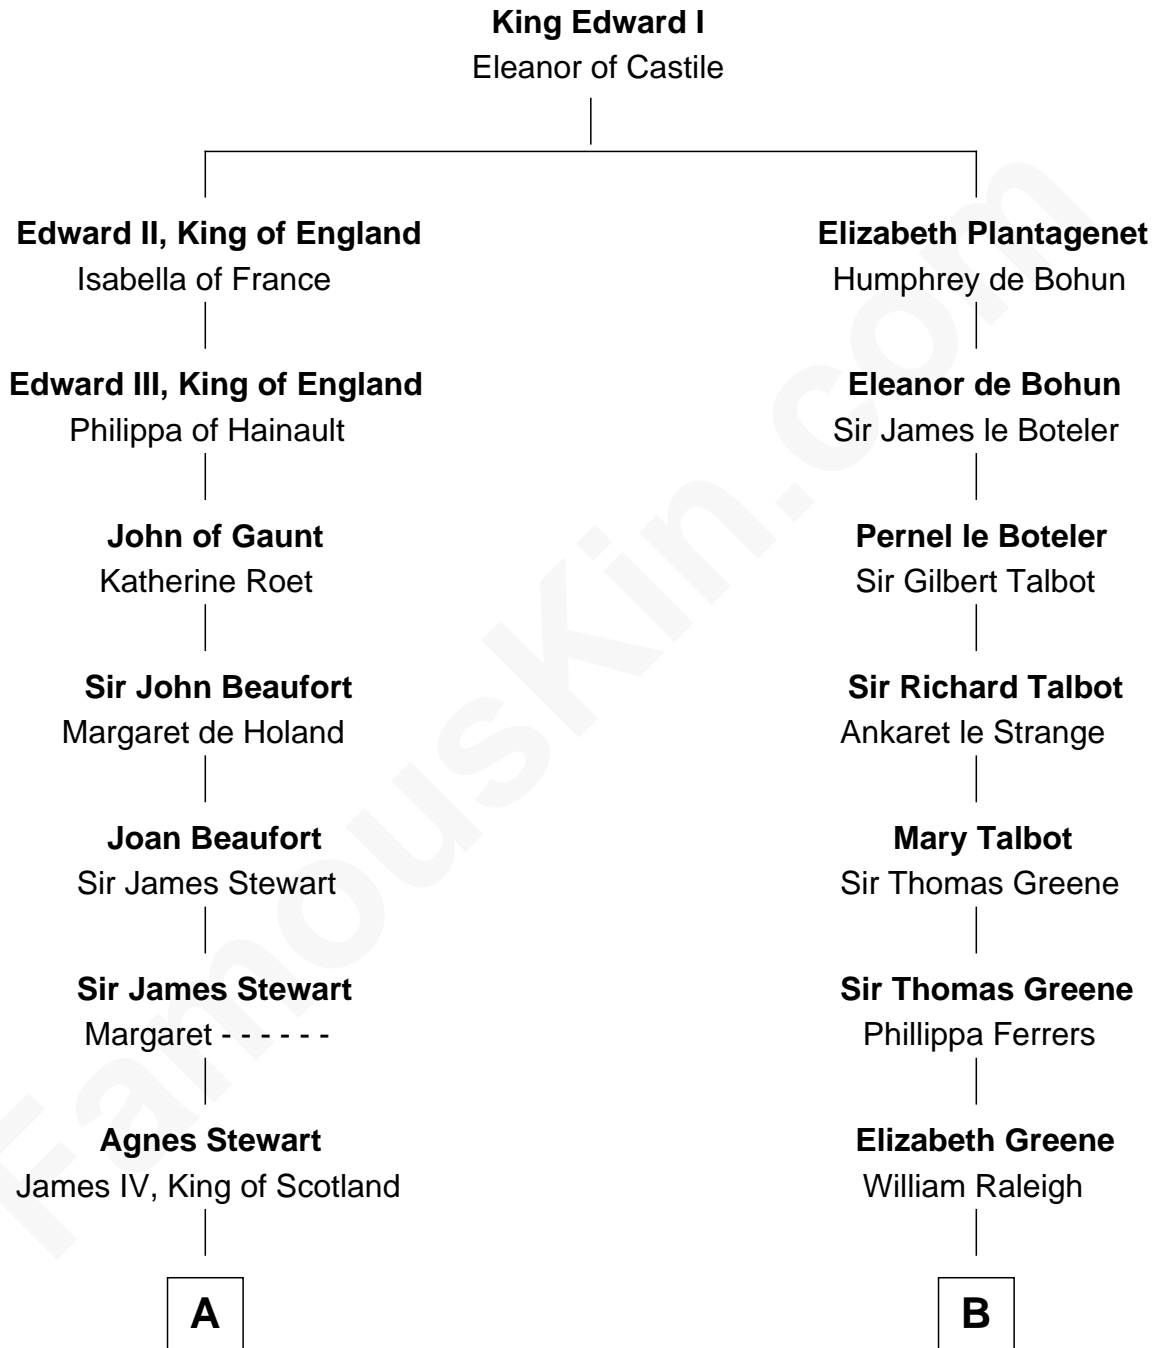 King Edward I
Eleanor of Castile
Edward II, King of England
Isabella of France
Elizabeth Plantagenet
Humphrey de Bohun
Edward III, King of England
Philippa of Hainault
Eleanor de Bohun
Sir James le Boteler
John of Gaunt
Katherine Roet
Pernel le Boteler
Sir Gilbert Talbot
Sir John Beaufort
Margaret de Holand
Sir Richard Talbot
Ankaret le Strange
Joan Beaufort
Sir James Stewart
Mary Talbot
Sir Thomas Greene
Sir James Stewart
Margaret - - - - - -
Sir Thomas Greene
Phillippa Ferrers
Agnes Stewart
James IV, King of Scotland
Elizabeth Greene
William Raleigh
A
B
FamousKin.com